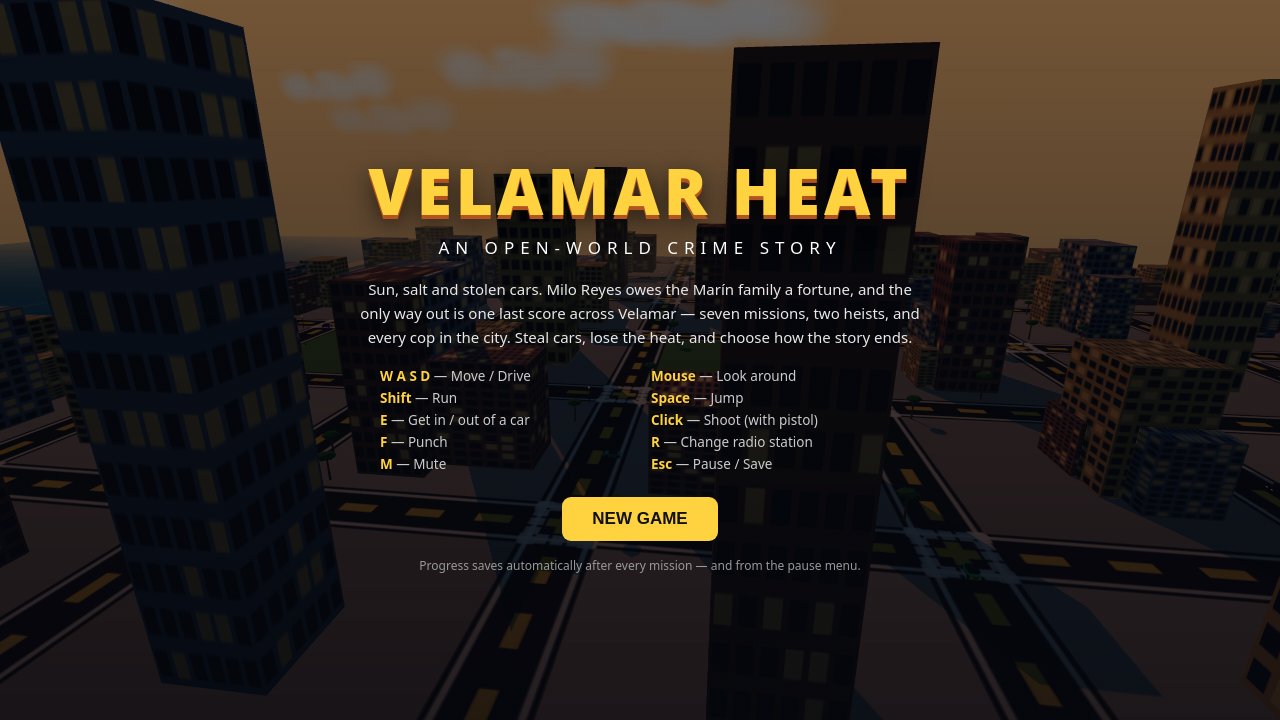 VELAMAR HEAT
AN OPEN-WORLD CRIME STORY
Sun, salt and stolen cars. Milo Reyes owes the Marín family a fortune, and the
only way out is one last score across Velamar — seven missions, two heists, and
every cop in the city. Steal cars, lose the heat, and choose how the story ends.
W A S D — Move / Drive
Mouse — Look around
Shift — Run
Space — Jump
E — Get in / out of a car
Click — Shoot (with pistol)
F — Punch
R — Change radio station
M — Mute
Esc — Pause / Save
NEW GAME
Progress saves automatically after every mission — and from the pause menu.